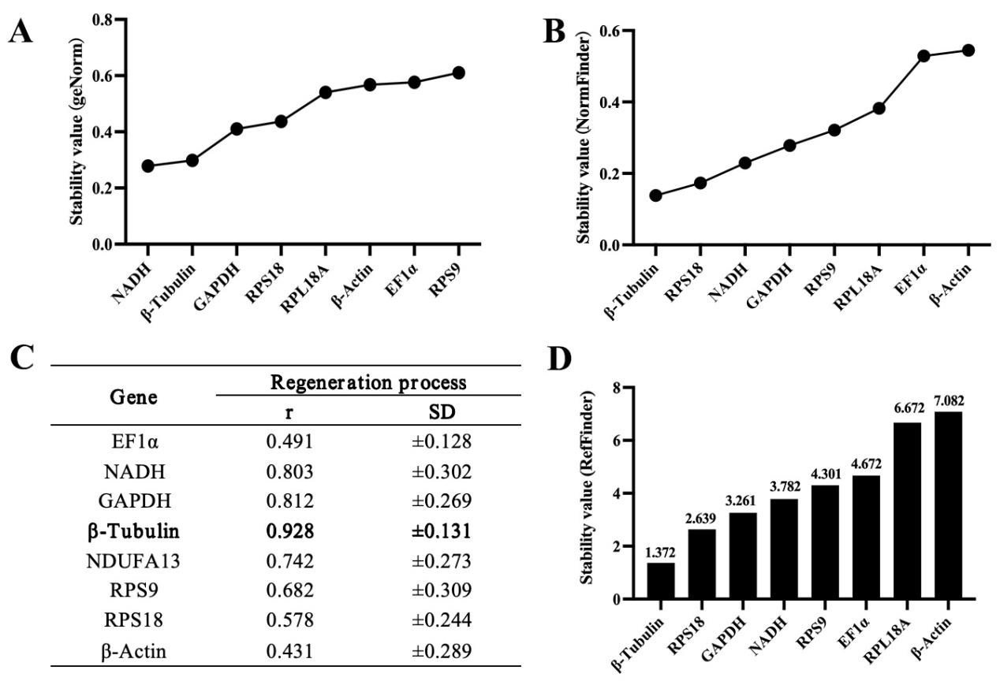 A
Stability value (geNorm)
0.8
0.6
0.4
0.2
0.0
NADH
β-Tubulin
GAPDH
RPS18
RPL18A
β-Actin
EF1α
RPS9
B
Stability value (NormFinder)
0.6
0.4
0.2
0.0
β-Tubulin
RPS18
NADH
GAPDH
RPS9
RPL18A
EF1α
β-Actin
C
Gene Regeneration process
r SD
EF1α 0.491 ±0.128
NADH 0.803 ±0.302
GAPDH 0.812 ±0.269
β-Tubulin 0.928 ±0.131
NDUFA13 0.742 ±0.273
RPS9 0.682 ±0.309
RPS18 0.578 ±0.244
β-Actin 0.431 ±0.289
D
Stability value (RefFinder)
8
6
4
2
0
1.372
2.639
3.261
3.782
4.301
4.672
6.672
7.082
β-Tubulin
RPS18
GAPDH
NADH
RPS9
EF1α
RPL18A
β-Actin